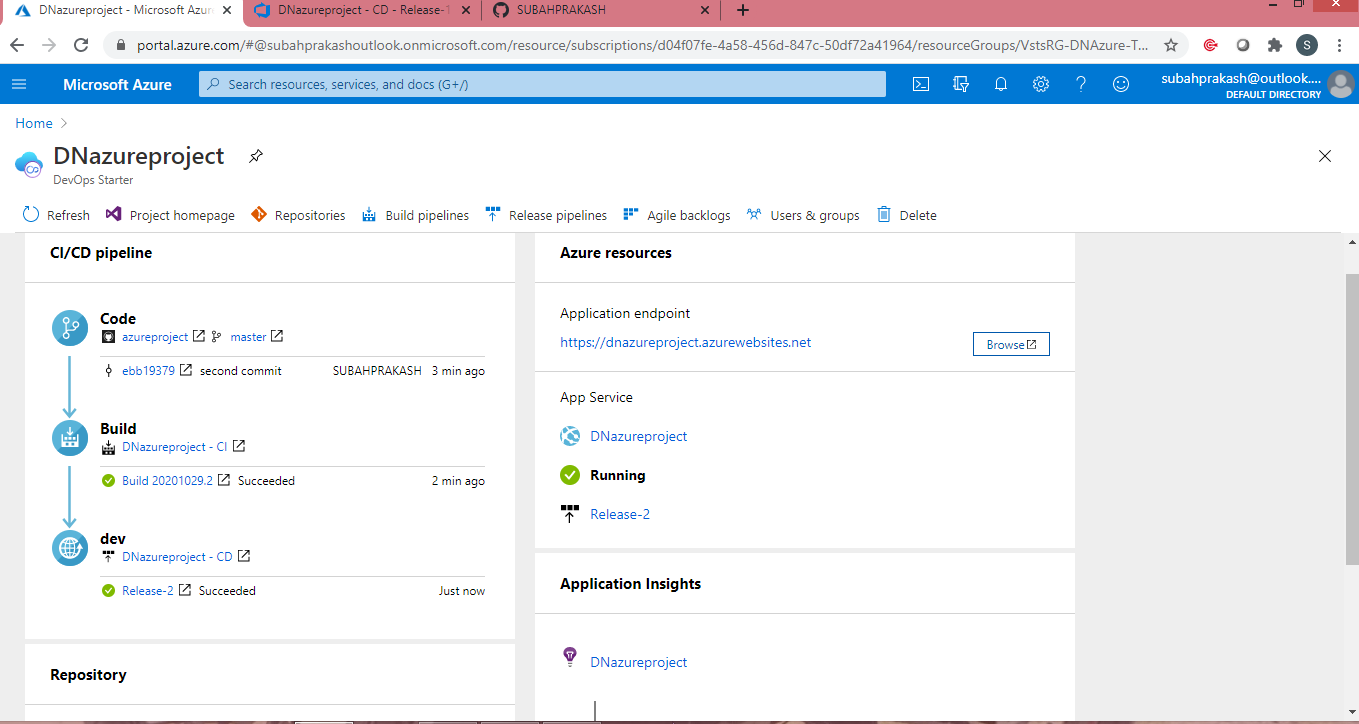 DNazureproject - Microsoft Azur
DNazureproject - CD - Release-1
SUBAHPRAKASH
portal.azure.com/#@subahprakashoutlook.onmicrosoft.com/resource/subscriptions/d04f07fe-4a58-456d-847c-50df72a41964/resourceGroups/VstsRG-DNAzure-T...
S
Microsoft Azure
Search resources, services, and docs (G+/)
subahprakash@outlook....
DEFAULT DIRECTORY
Home
DNazureproject
DevOps Starter
Refresh Project homepage Repositories Build pipelines Release pipelines Agile backlogs Users & groups Delete
CI/CD pipeline
Code
azureproject master
ebb19379 second commit SUBAHPRAKASH 3 min ago
Build
DNazureproject - CI
Build 20201029.2 Succeeded 2 min ago
dev
DNazureproject - CD
Release-2 Succeeded Just now
Repository
Azure resources
Application endpoint
https://dnazureproject.azurewebsites.net
Browse
App Service
DNazureproject
Running
Release-2
Application Insights
DNazureproject